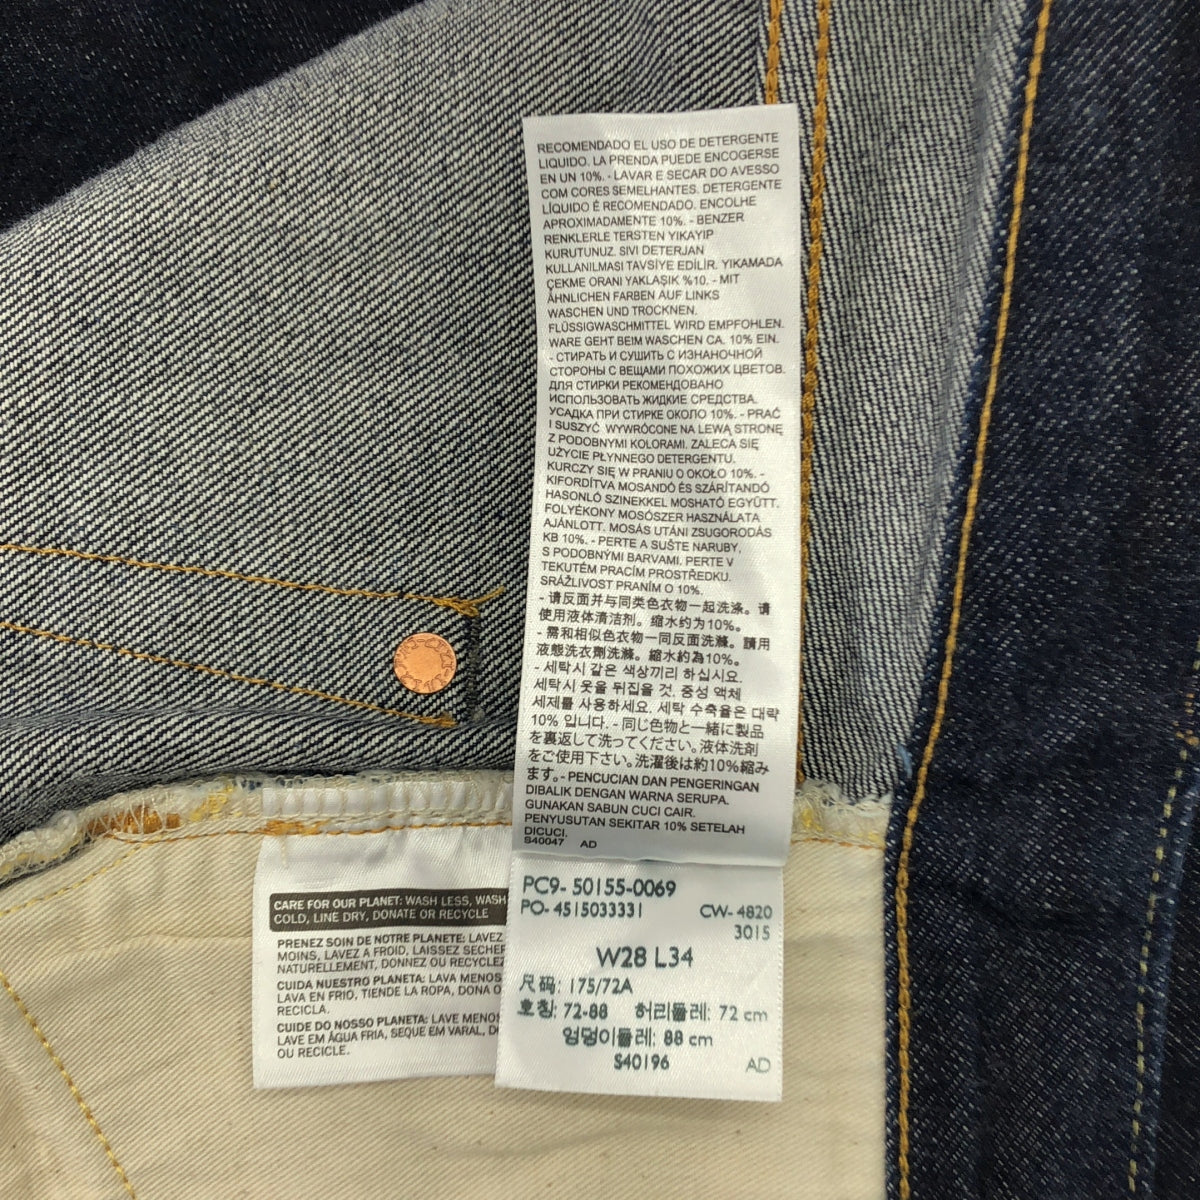 RECOMENDADO EL USO DE DETERGENTE
LIQUIDO. LA PRENDA PUEDE ENCOGERSE
EN UN 10%. - LAVAR E SECAR DO AVESSO
COM CORES SEMELHANTES. DETERGENTE
LÍQUIDO É RECOMENDADO. ENCOLHE
APROXIMADAMENTE 10%. - BENZER
RENKLERLE TERSTEN YIKAYIP
KURUTUNUZ. SIVI DETERJAN
KULLANILMASI TAVSİYE EDİLİR. YIKAMADA
ÇEKME ORANI YAKLAŞIK %10. - MIT
ÄHNLICHEN FARBEN AUF LINKS
WASCHEN UND TROCKNEN.
FLÜSSIGWASCHMITTEL WIRD EMPFOHLEN.
WARE GEHT BEIM WASCHEN CA. 10% EIN.
- СТИРАТЬ И СУШИТЬ С ИЗНАНОЧНОЙ
СТОРОНЫ С ВЕЩАМИ ПОХОЖИХ ЦВЕТОВ.
ДЛЯ СТИРКИ РЕКОМЕНДОВАНО
ИСПОЛЬЗОВАТЬ ЖИДКИЕ СРЕДСТВА.
УСАДКА ПРИ СТИРКЕ ОКОЛО 10%. - PRAĆ
I SUSZYĆ WYWRÓCONE NA LEWĄ STRONĘ
Z PODOBNYMI KOLORAMI. ZALECA SIĘ
UŻYCIE PŁYNNEGO DETERGENTU.
KURCZY SIĘ W PRANIU O OKOŁO 10%. -
KIFORDÍTVA MOSANDÓ ÉS SZÁRÍTANDÓ
HASONLÓ SZINEKKEL MOSHATÓ EGYÜTT.
FOLYÉKONY MOSÓSZER HASZNÁLATA
AJÁNLOTT. MOSÁS UTÁNI ZSUGORODÁS
KB 10%. - PERTE A SUŠTE NARUBY,
S PODOBNÝMI BARVAMI. PERTE V
TEKUTÉM PRACÍM PROSTŘEDKU.
SRÁŽLIVOST PRANÍM O 10%.
- 请反面并与同类色衣物一起洗涤。请
使用液体清洁剂。缩水约为10%。
- 需和相似色衣物一同反面洗滌。請用
液態洗衣劑洗滌。縮水約為10%。
- 세탁시 같은 색상끼리 하십시요.
세탁시 옷을 뒤집을 것. 중성 액체
세제를 사용하세요. 세탁 수축율은 대략
10% 입니다. - 同じ色物と一緒に製品
を裏返して洗ってください。液体洗剤
をご使用下さい。洗濯後は約10%縮み
ます。- PENCUCIAN DAN PENGERINGAN
DIBALIK DENGAN WARNA SERUPA.
GUNAKAN SABUN CUCI CAIR.
PENYUSUTAN SEKITAR 10% SETELAH
DICUCI.
S40047 AD
PC9- 50155-0069
PO- 4515033331 CW- 4820
3015
W28 L34
尺码: 175/72A
호칭: 72-88 허리둘레: 72 cm
엉덩이둘레: 88 cm
S40196 AD
CARE FOR OUR PLANET: WASH LESS, WASH
COLD, LINE DRY, DONATE OR RECYCLE
PRENEZ SOIN DE NOTRE PLANETE: LAVEZ
MOINS, LAVEZ A FROID, LAISSEZ SECHER
NATURELLEMENT, DONNEZ OU RECYCLEZ
CUIDA NUESTRO PLANETA: LAVA MENOS
LAVA EN FRIO, TIENDE LA ROPA, DONA O
RECICLA.
CUIDE DO NOSSO PLANETA: LAVE MENOS
LAVE EM ÁGUA FRIA, SEQUE EM VARAL,
OU RECICLE.